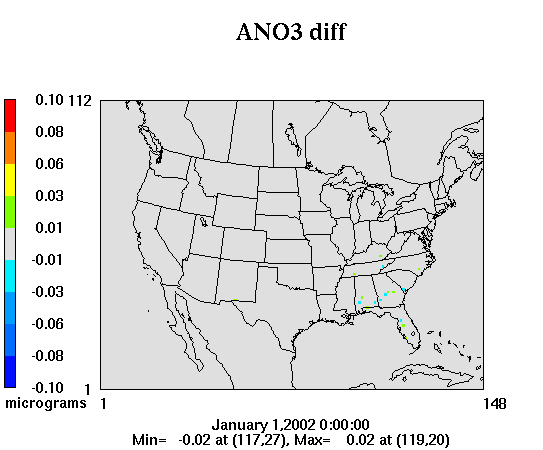 ANO3 diff
0.10 112
0.08
0.06
0.03
0.01
-0.01
-0.03
-0.06
-0.08
-0.10 1
micrograms 1 148
January 1,2002 0:00:00
Min= -0.02 at (117,27), Max= 0.02 at (119,20)